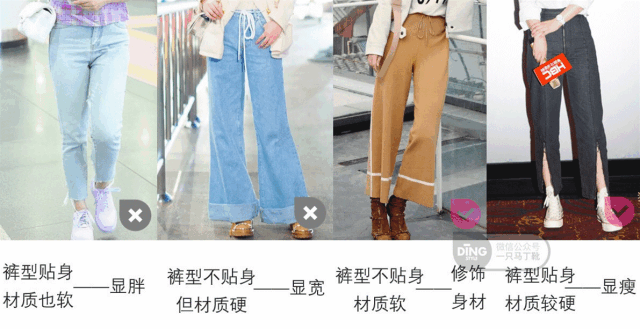 HBC
DING
微信公众号
一只马丁靴
裤型贴身
材质也软
——显胖
裤型不贴身
但材质硬
——显宽
裤型不贴身
材质软
——
修饰
身材
裤型贴身
材质较硬
——显瘦